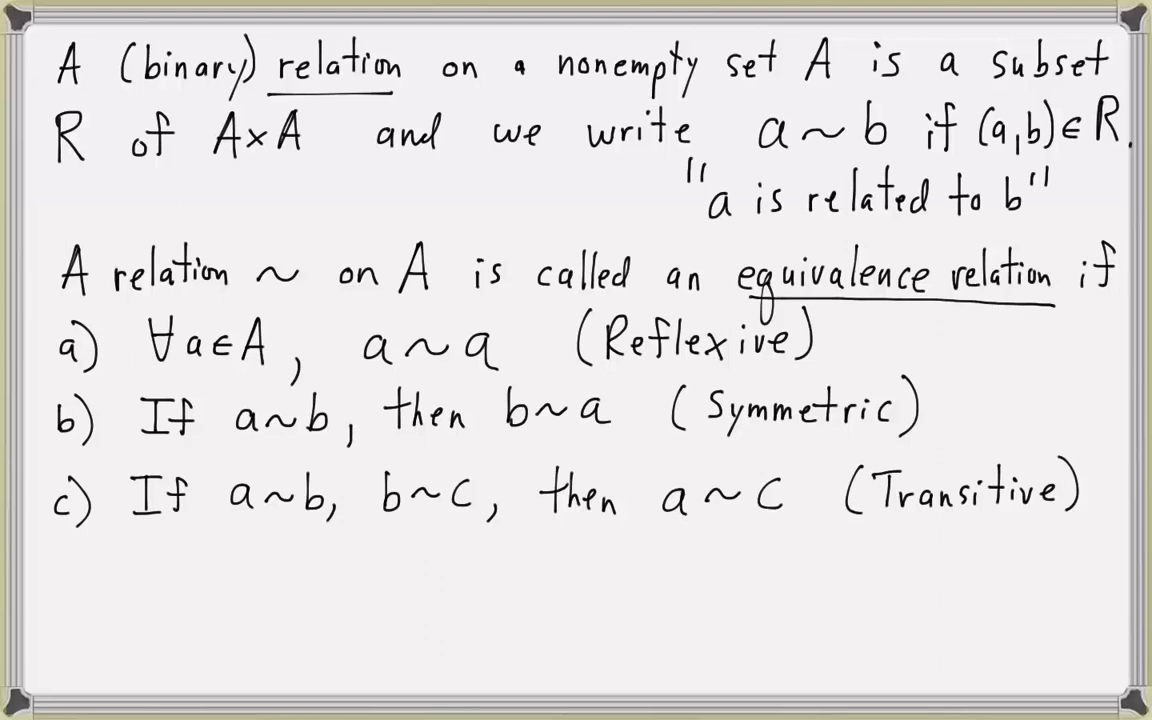 A (binary) relation on a nonempty set A is a subset
R of A×A and we write a ~ b if (a,b)∈R.
"a is related to b"
A relation ~ on A is called an equivalence relation if
a) ∀a∈A, a~a (Reflexive)
b) If a~b, then b~a (Symmetric)
c) If a~b, b~c, then a~c (Transitive)